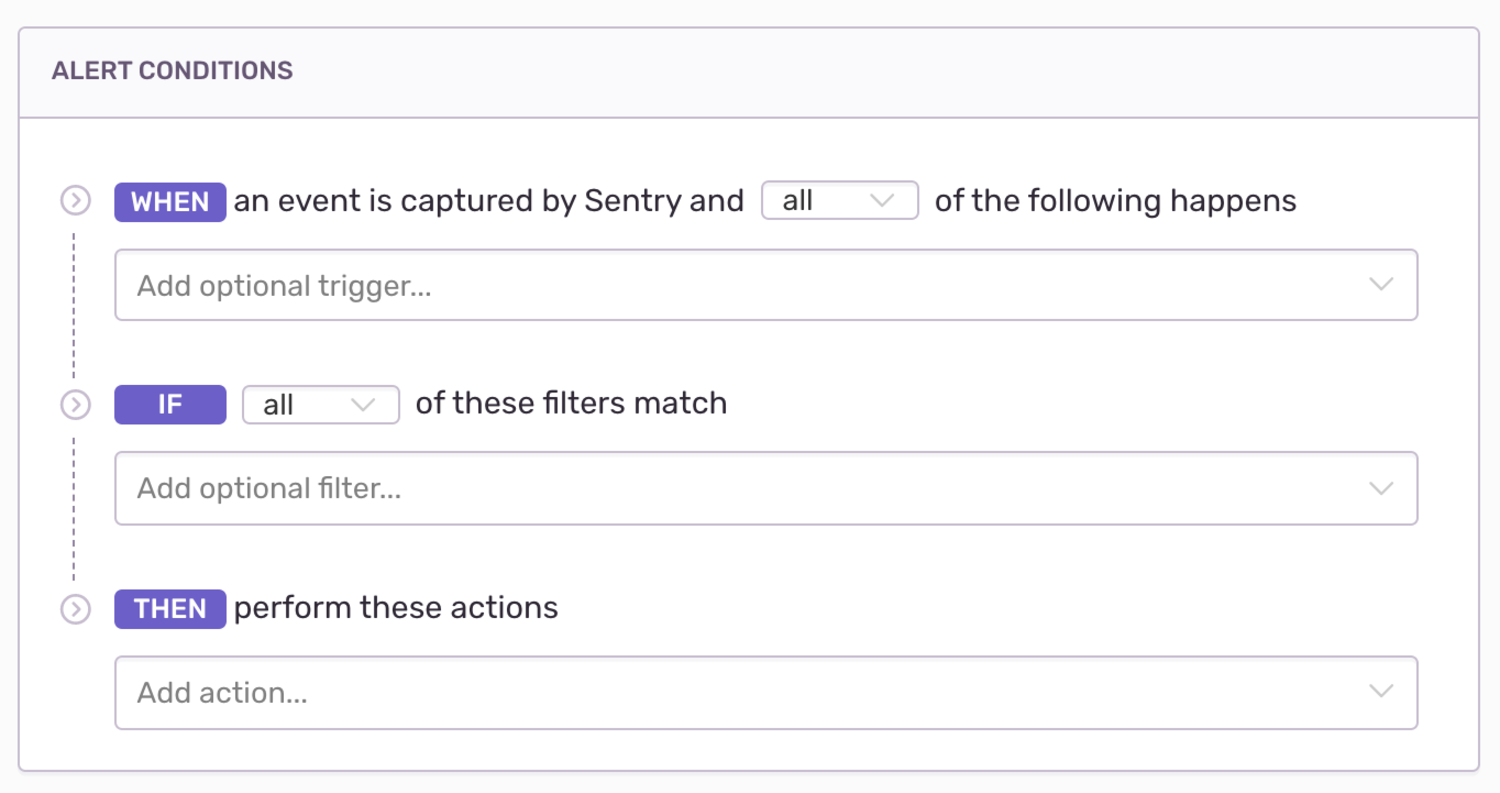 ALERT CONDITIONS
WHEN an event is captured by Sentry and all of the following happens
Add optional trigger...
IF all of these filters match
Add optional filter...
THEN perform these actions
Add action...